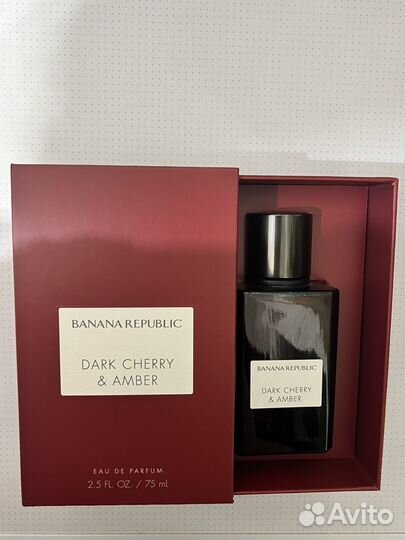 BANANA REPUBLIC
DARK CHERRY
& AMBER
EAU DE PARFUM
2.5 FL. OZ. / 75 mL
BANANA REPUBLIC
DARK CHERRY
& AMBER
Avito